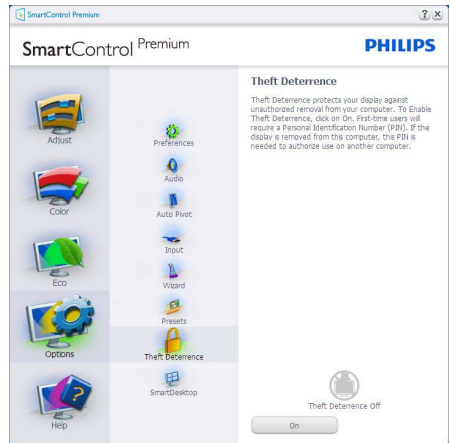 SmartControl Premium
SmartControl Premium
PHILIPS
Adjust
Color
Eco
Options
Help
Preferences
Audio
Auto Pivot
Input
Wizard
Presets
Theft Deterrence
SmartDesktop
Theft Deterrence
Theft Deterrence protects your display against
unauthorized removal from your computer. To Enable
Theft Deterrence, click on On. First-time users will
require a Personal Identification Number (PIN). If the
display is removed from this computer, this PIN is
needed to authorize use on another computer.
Theft Deterrence Off
On